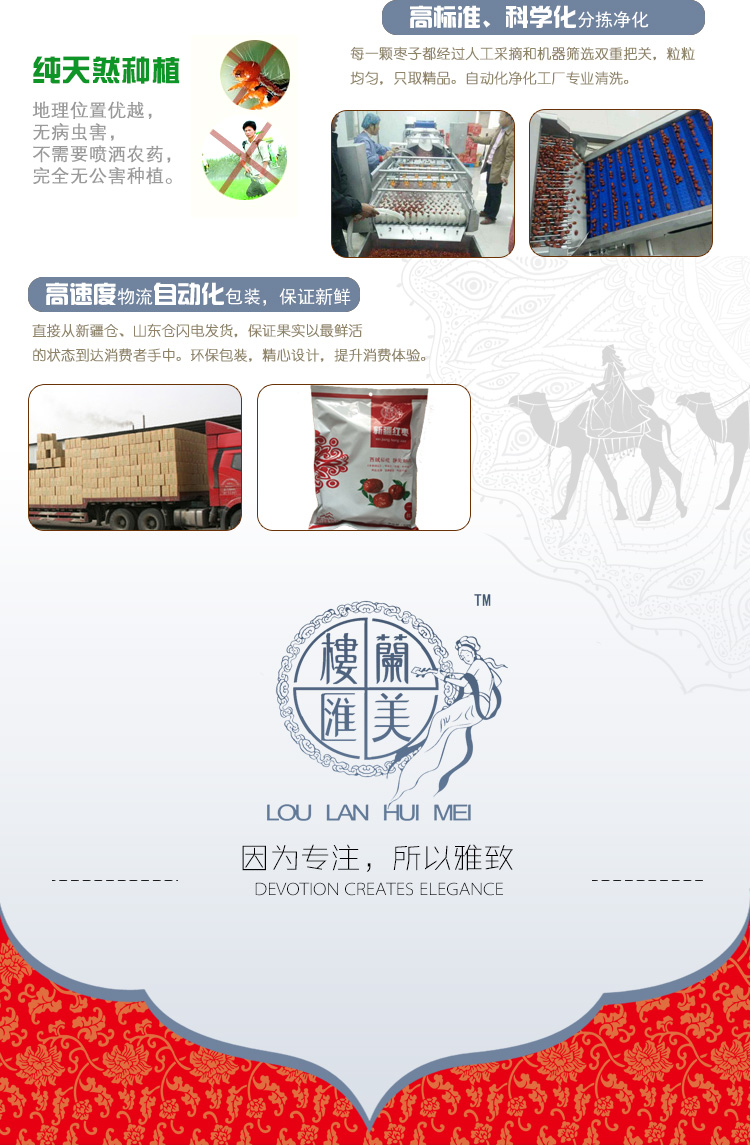 高标准、科学化分拣净化
每一颗枣子都经过人工采摘和机器筛选双重把关，粒粒
均匀，只取精品。自动化净化工厂专业清洗。
纯天然种植
地理位置优越，
无病虫害，
不需要喷洒农药，
完全无公害种植。
高速度物流自动化包装，保证新鲜
直接从新疆仓、山东仓闪电发货，保证果实以最鲜活
的状态到达消费者手中。环保包装，精心设计，提升消费体验。
新疆红枣
TM
樓蘭
匯美
LOU LAN HUI MEI
因为专注，所以雅致
DEVOTION CREATES ELEGANCE